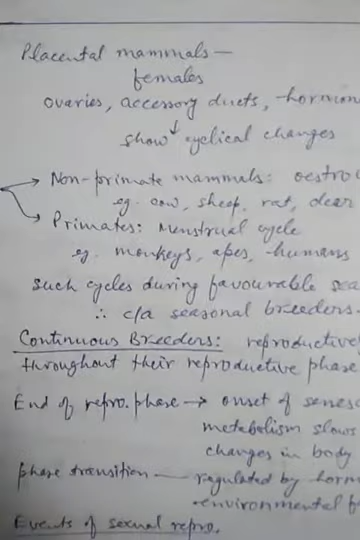 Placental mammals —
females
ovaries, accessory ducts, hormon
show cyclical changes
→ Non-primate mammals: oestro
eg. cow, sheep, rat, deer
→ Primates: menstrual cycle
eg. monkeys, apes, humans
such cycles during favourable sea
∴ c/a seasonal breeders.
Continuous Breeders: reproductive
throughout their reproductive phase
End of repro. phase → onset of senes
metabolism slows
changes in body
phase transition — regulated by horm
environmental f
Events of sexual repro.